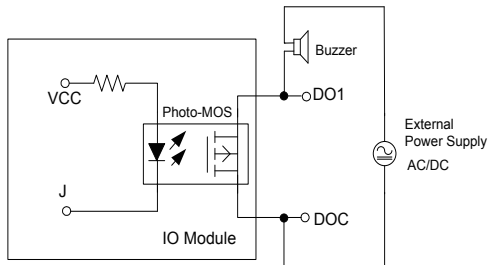 Buzzer
DO1
VCC
Photo-MOS
External
Power Supply
AC/DC
J
DOC
IO Module